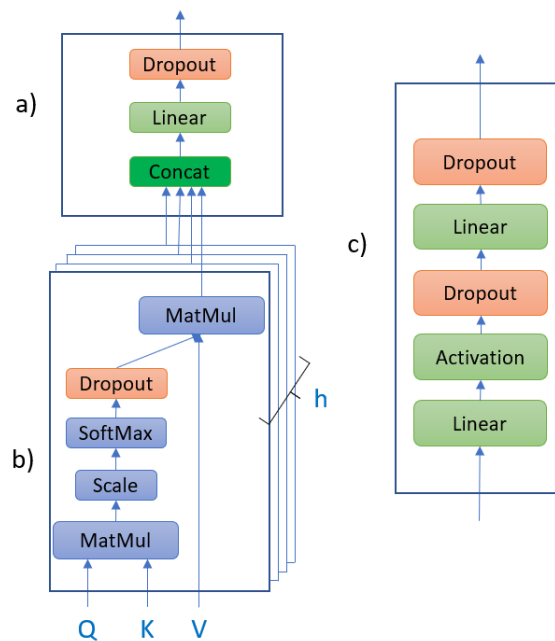 a)
Dropout
Linear
Concat
b)
MatMul
Dropout
SoftMax
Scale
MatMul
h
Q K V
c)
Dropout
Linear
Dropout
Activation
Linear